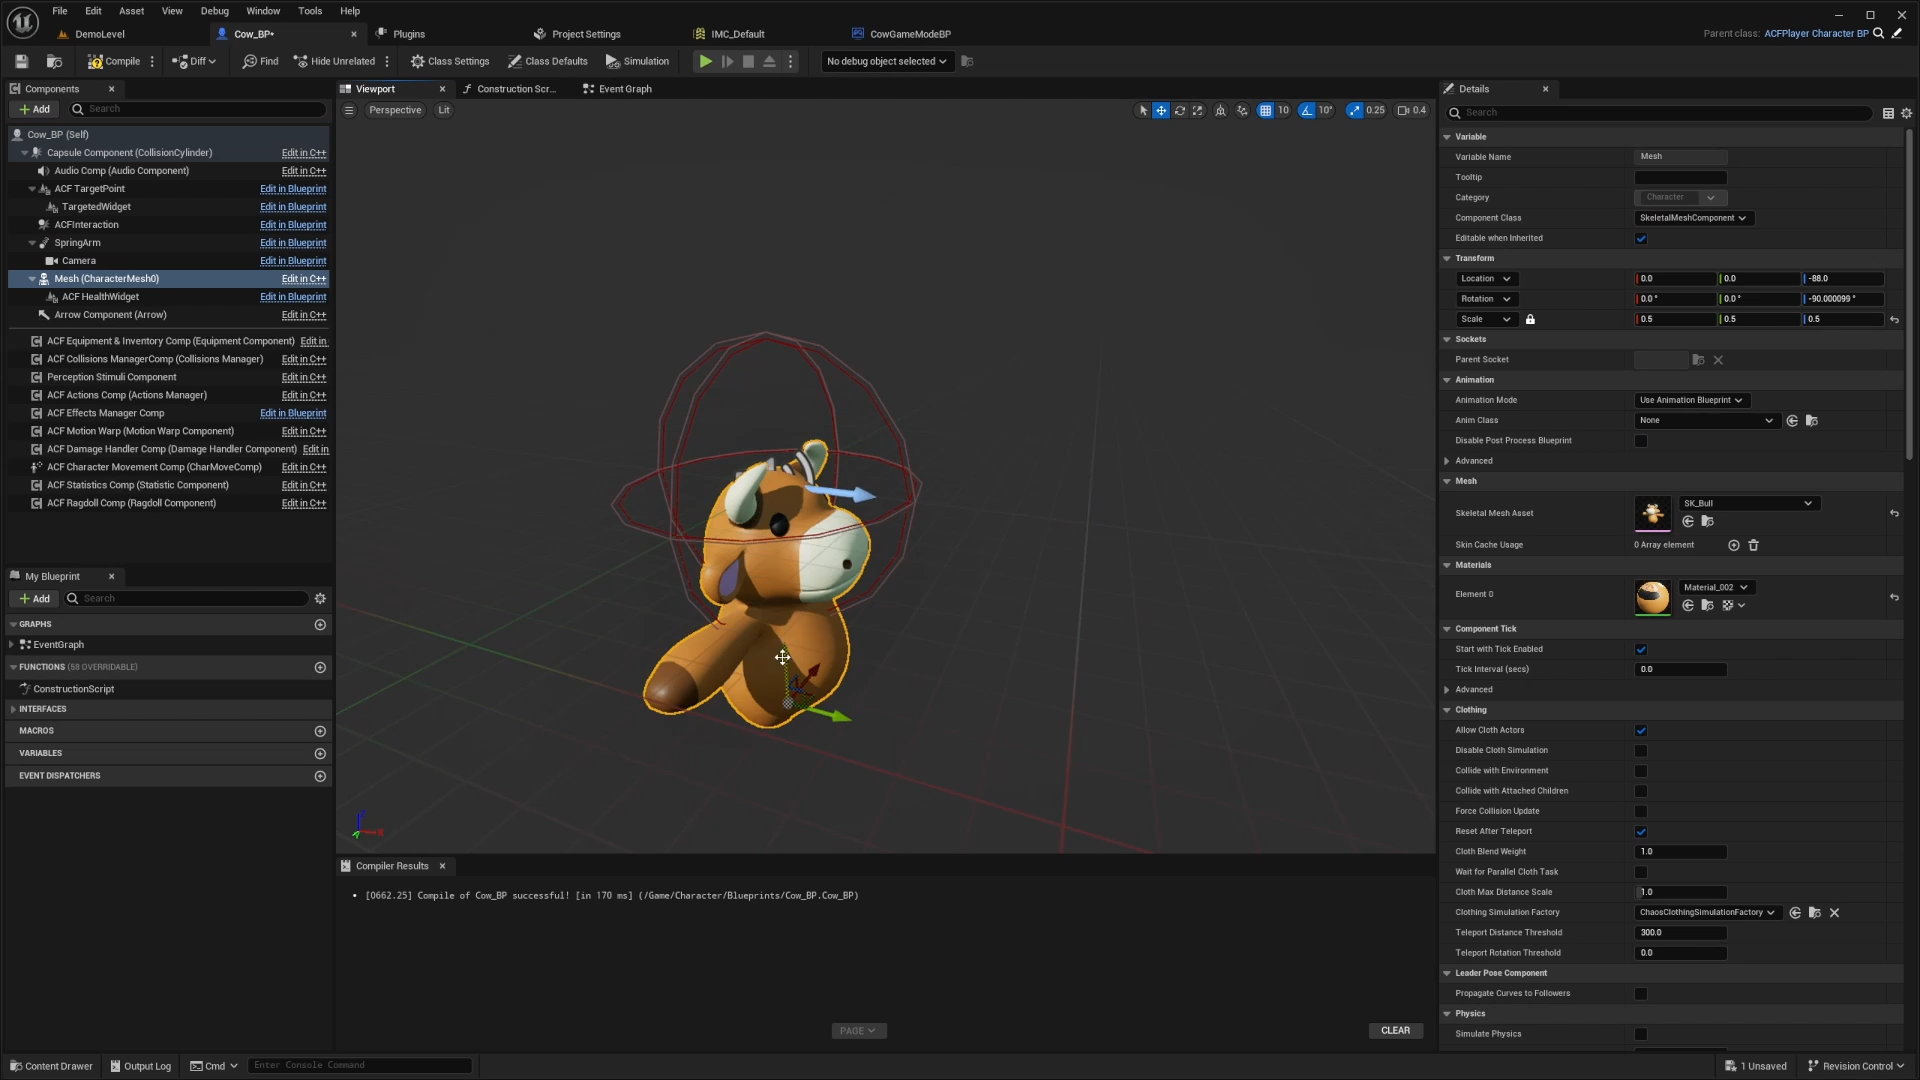 File Edit Asset View Debug Window Tools Help
DemoLevel Cow_BP* Plugins Project Settings IMC_Default CowGameModeBP Parent class: ACFPlayer Character BP
Compile Diff Find Hide Unrelated Class Settings Class Defaults Simulation No debug object selected
Components
Add Search
Cow_BP (Self)
Capsule Component (CollisionCylinder) Edit in C++
Audio Comp (Audio Component) Edit in C++
ACF TargetPoint Edit in Blueprint
TargetedWidget Edit in Blueprint
ACFInteraction Edit in Blueprint
SpringArm Edit in Blueprint
Camera Edit in Blueprint
Mesh (CharacterMesh0) Edit in C++
ACF HealthWidget Edit in Blueprint
Arrow Component (Arrow) Edit in C++
ACF Equipment & Inventory Comp (Equipment Component) Edit in
ACF Collisions ManagerComp (Collisions Manager) Edit in C++
Perception Stimuli Component Edit in C++
ACF Actions Comp (Actions Manager) Edit in C++
ACF Effects Manager Comp Edit in Blueprint
ACF Motion Warp (Motion Warp Component) Edit in C++
ACF Damage Handler Comp (Damage Handler Component) Edit in
ACF Character Movement Comp (CharMoveComp) Edit in C++
ACF Statistics Comp (Statistic Component) Edit in C++
ACF Ragdoll Comp (Ragdoll Component) Edit in C++
My Blueprint
Add Search
GRAPHS
EventGraph
FUNCTIONS (58 OVERRIDABLE)
ConstructionScript
INTERFACES
MACROS
VARIABLES
EVENT DISPATCHERS
Viewport Construction Scr... Event Graph
Perspective Lit 10 10° 0.25 0.4
Compiler Results
[0662.25] Compile of Cow_BP successful! [in 170 ms] (/Game/Character/Blueprints/Cow_BP.Cow_BP)
PAGE CLEAR
Details
Search
Variable
Variable Name Mesh
Tooltip
Category Character
Component Class SkeletalMeshComponent
Editable when Inherited
Transform
Location 0.0 0.0 -88.0
Rotation 0.0 ° 0.0 ° -90.000099 °
Scale 0.5 0.5 0.5
Sockets
Parent Socket
Animation
Animation Mode Use Animation Blueprint
Anim Class None
Disable Post Process Blueprint
Advanced
Mesh
Skeletal Mesh Asset SK_Bull
Skin Cache Usage 0 Array element
Materials
Element 0 Material_002
Component Tick
Start with Tick Enabled
Tick Interval (secs) 0.0
Advanced
Clothing
Allow Cloth Actors
Disable Cloth Simulation
Collide with Environment
Collide with Attached Children
Force Collision Update
Reset After Teleport
Cloth Blend Weight 1.0
Wait for Parallel Cloth Task
Cloth Max Distance Scale 1.0
Clothing Simulation Factory ChaosClothingSimulationFactory
Teleport Distance Threshold 300.0
Teleport Rotation Threshold 0.0
Leader Pose Component
Propagate Curves to Followers
Physics
Simulate Physics
Content Drawer Output Log Cmd Enter Console Command 1 Unsaved Revision Control